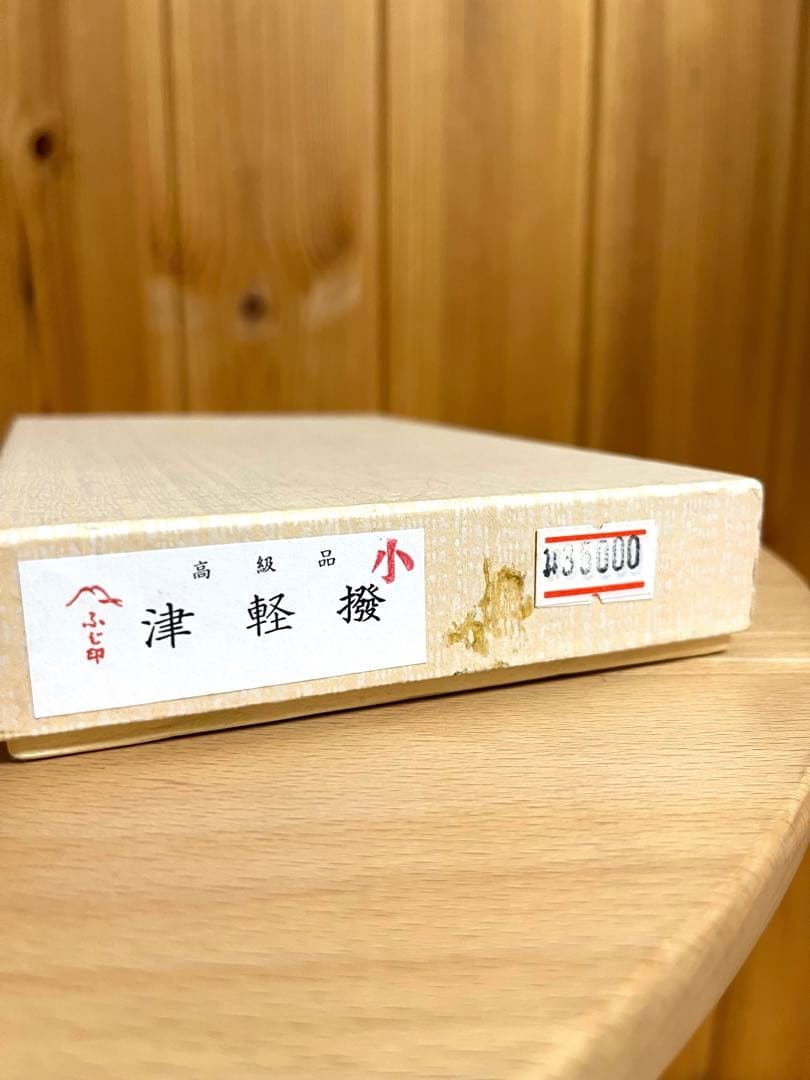 高級品
小
津軽撥
ふじ印
¥35000